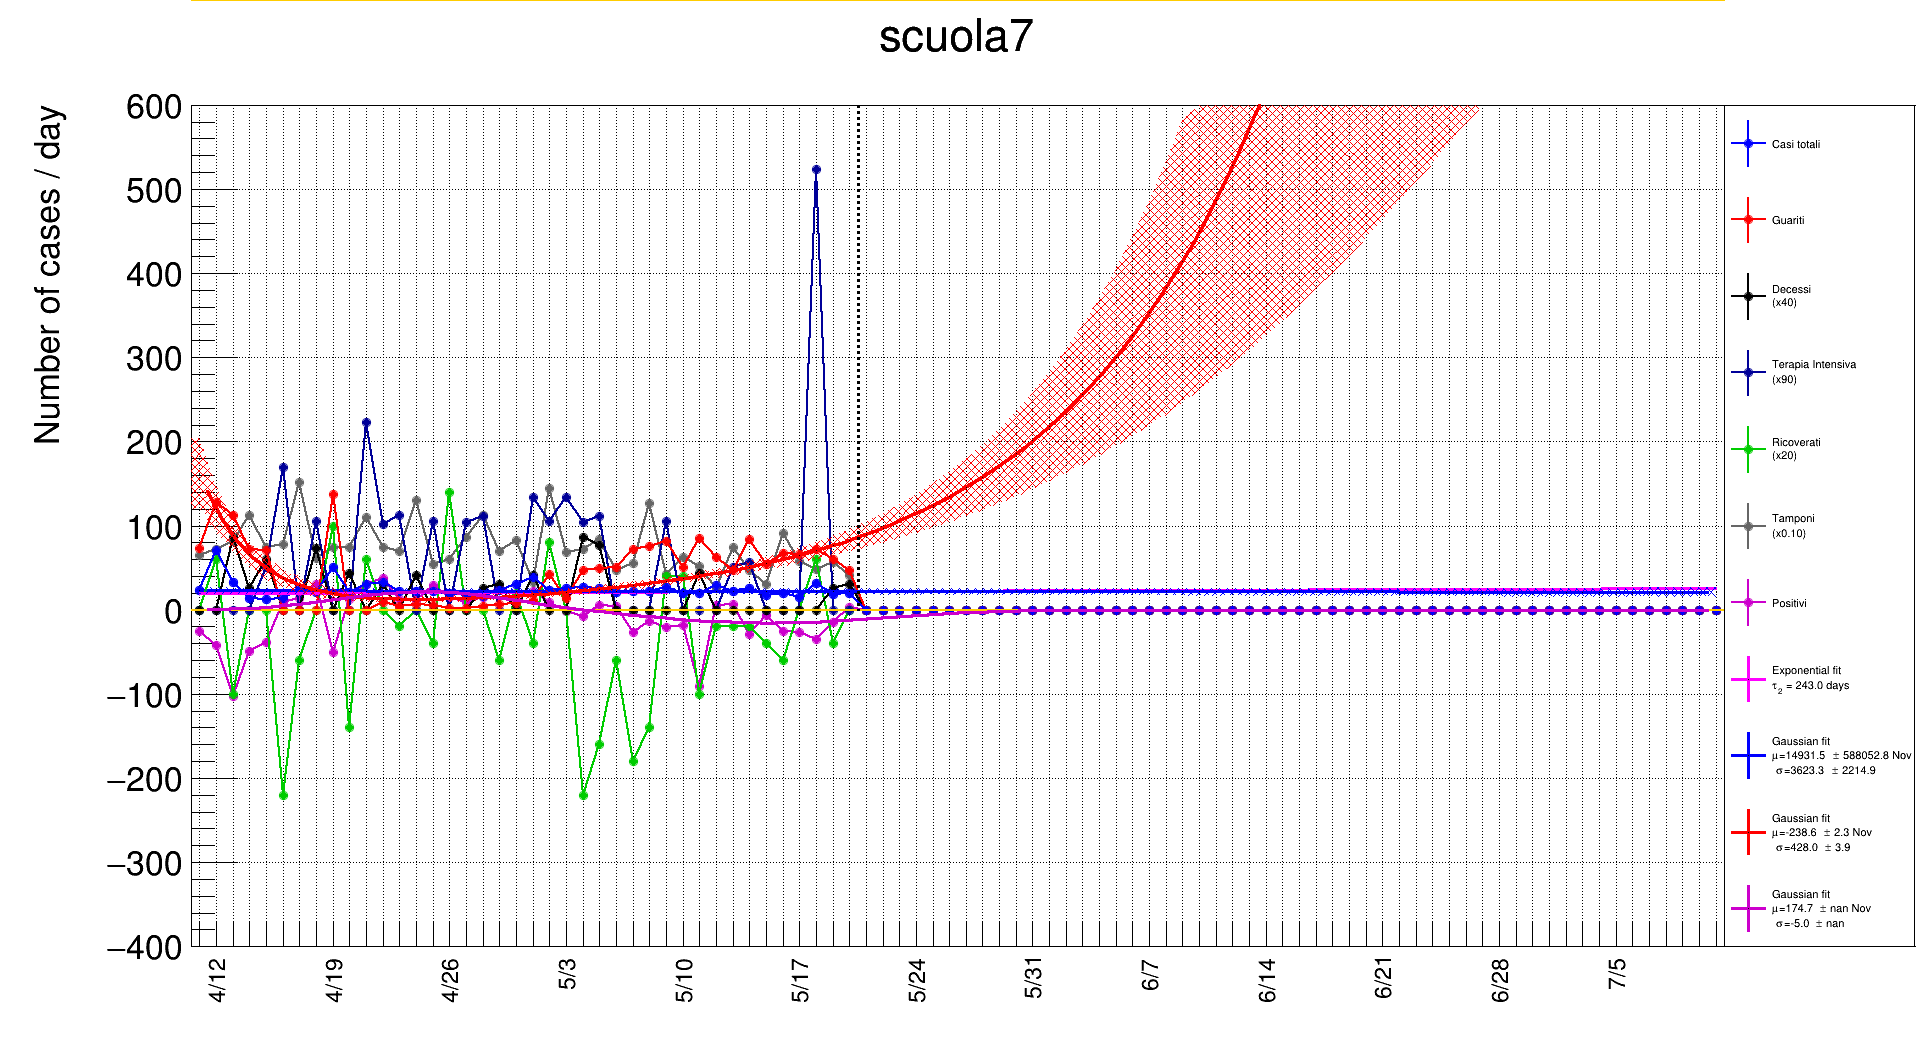 scuola7
Number of cases / day
600
500
400
300
200
100
0
−100
−200
−300
−400
4/12
4/19
4/26
5/3
5/10
5/17
5/24
5/31
6/7
6/14
6/21
6/28
7/5
Casi totali
Guariti
Decessi
(x40)
Terapia Intensiva
(x90)
Ricoverati
(x20)
Tamponi
(x0.10)
Positivi
Exponential fit
τ2 = 243.0 days
Gaussian fit
μ=14931.5 ± 588052.8 Nov
σ=3623.3 ± 2214.9
Gaussian fit
μ=-238.6 ± 2.3 Nov
σ=428.0 ± 3.9
Gaussian fit
μ=174.7 ± nan Nov
σ=-5.0 ± nan